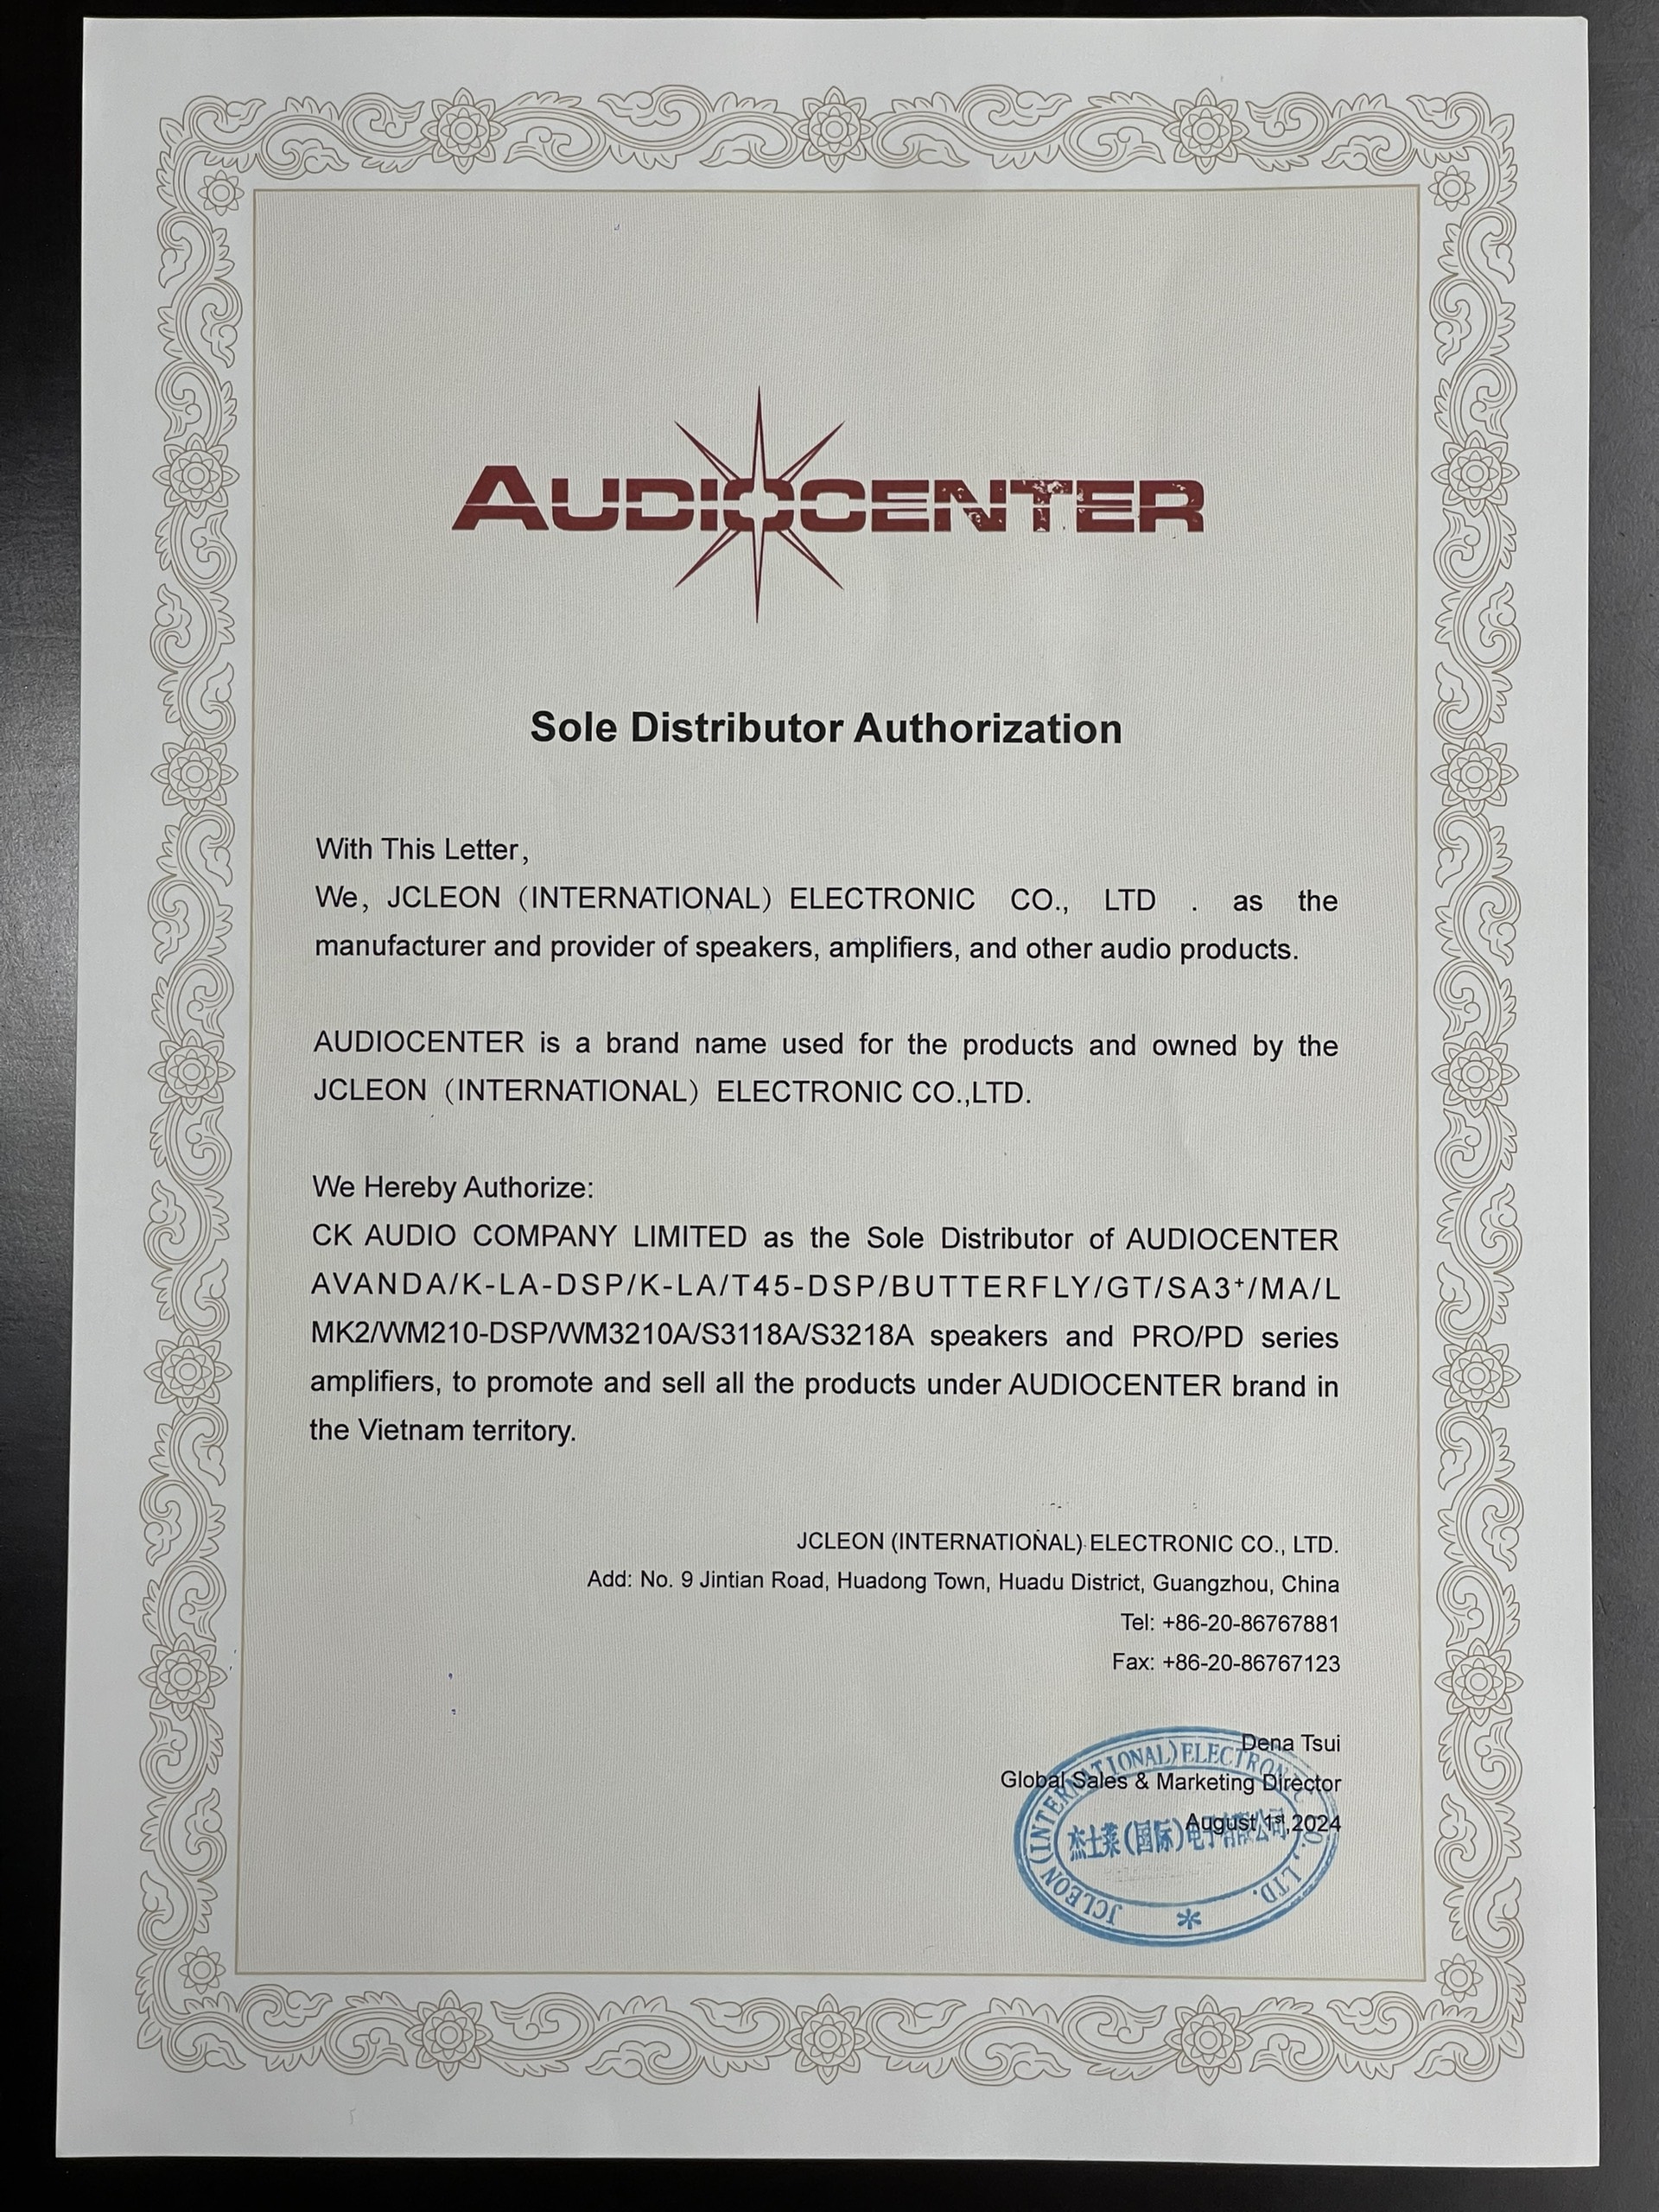 AUDIOCENTER
Sole Distributor Authorization
With This Letter,
We, JCLEON (INTERNATIONAL) ELECTRONIC CO., LTD . as the
manufacturer and provider of speakers, amplifiers, and other audio products.
AUDIOCENTER is a brand name used for the products and owned by the
JCLEON (INTERNATIONAL) ELECTRONIC CO.,LTD.
We Hereby Authorize:
CK AUDIO COMPANY LIMITED as the Sole Distributor of AUDIOCENTER
AVANDA/K-LA-DSP/K-LA/T45-DSP/BUTTERFLY/GT/SA3⁺/MA/L
MK2/WM210-DSP/WM3210A/S3118A/S3218A speakers and PRO/PD series
amplifiers, to promote and sell all the products under AUDIOCENTER brand in
the Vietnam territory.
JCLEON (INTERNATIONAL) ELECTRONIC CO., LTD.
Add: No. 9 Jintian Road, Huadong Town, Huadu District, Guangzhou, China
Tel: +86-20-86767881
Fax: +86-20-86767123
Dena Tsui
Global Sales & Marketing Director
August 1st,2024
JCLEON (INTERNATIONAL) ELECTRONIC CO., LTD.
杰士莱(国际)电子有限公司